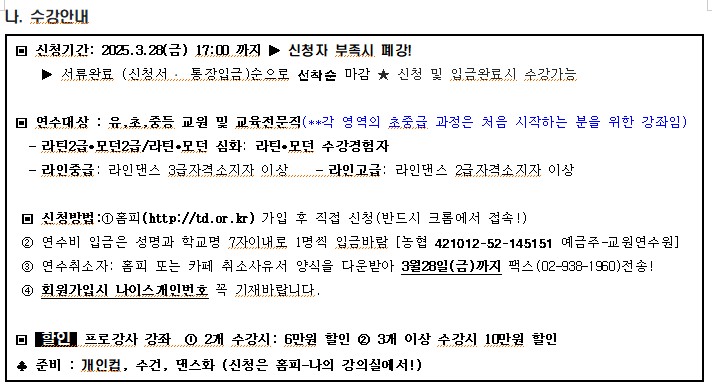 나. 수강안내
▣ 신청기간: 2025.3.28(금) 17:00 까지 ▶ 신청자 부족시 폐강!
▶ 서류완료 (신청서 · 통장입금)순으로 선착순 마감 ★ 신청 및 입금완료시 수강가능
▣ 연수대상 : 유,초,중등 교원 및 교육전문직(**각 영역의 초중급 과정은 처음 시작하는 분을 위한 강좌임)
- 라틴2급•모던2급/라틴•모던 심화: 라틴•모던 수강경험자
- 라인중급: 라인댄스 3급자격소지자 이상 - 라인고급: 라인댄스 2급자격소지자 이상
▣ 신청방법:①홈피(http://td.or.kr) 가입 후 직접 신청(반드시 크롬에서 접속!)
② 연수비 입금은 성명과 학교명 7자이내로 1명씩 입금바람 [농협 421012-52-145151 예금주-교원연수원]
③ 연수취소자: 홈피 또는 카페 취소사유서 양식을 다운받아 3월28일(금)까지 팩스(02-938-1960)전송!
④ 회원가입시 나이스개인번호 꼭 기재바랍니다.
▣ 할인 프로강사 강좌 ① 2개 수강시: 6만원 할인 ② 3개 이상 수강시 10만원 할인
♣ 준비 : 개인컵, 수건, 댄스화 (신청은 홈피-나의 강의실에서!)